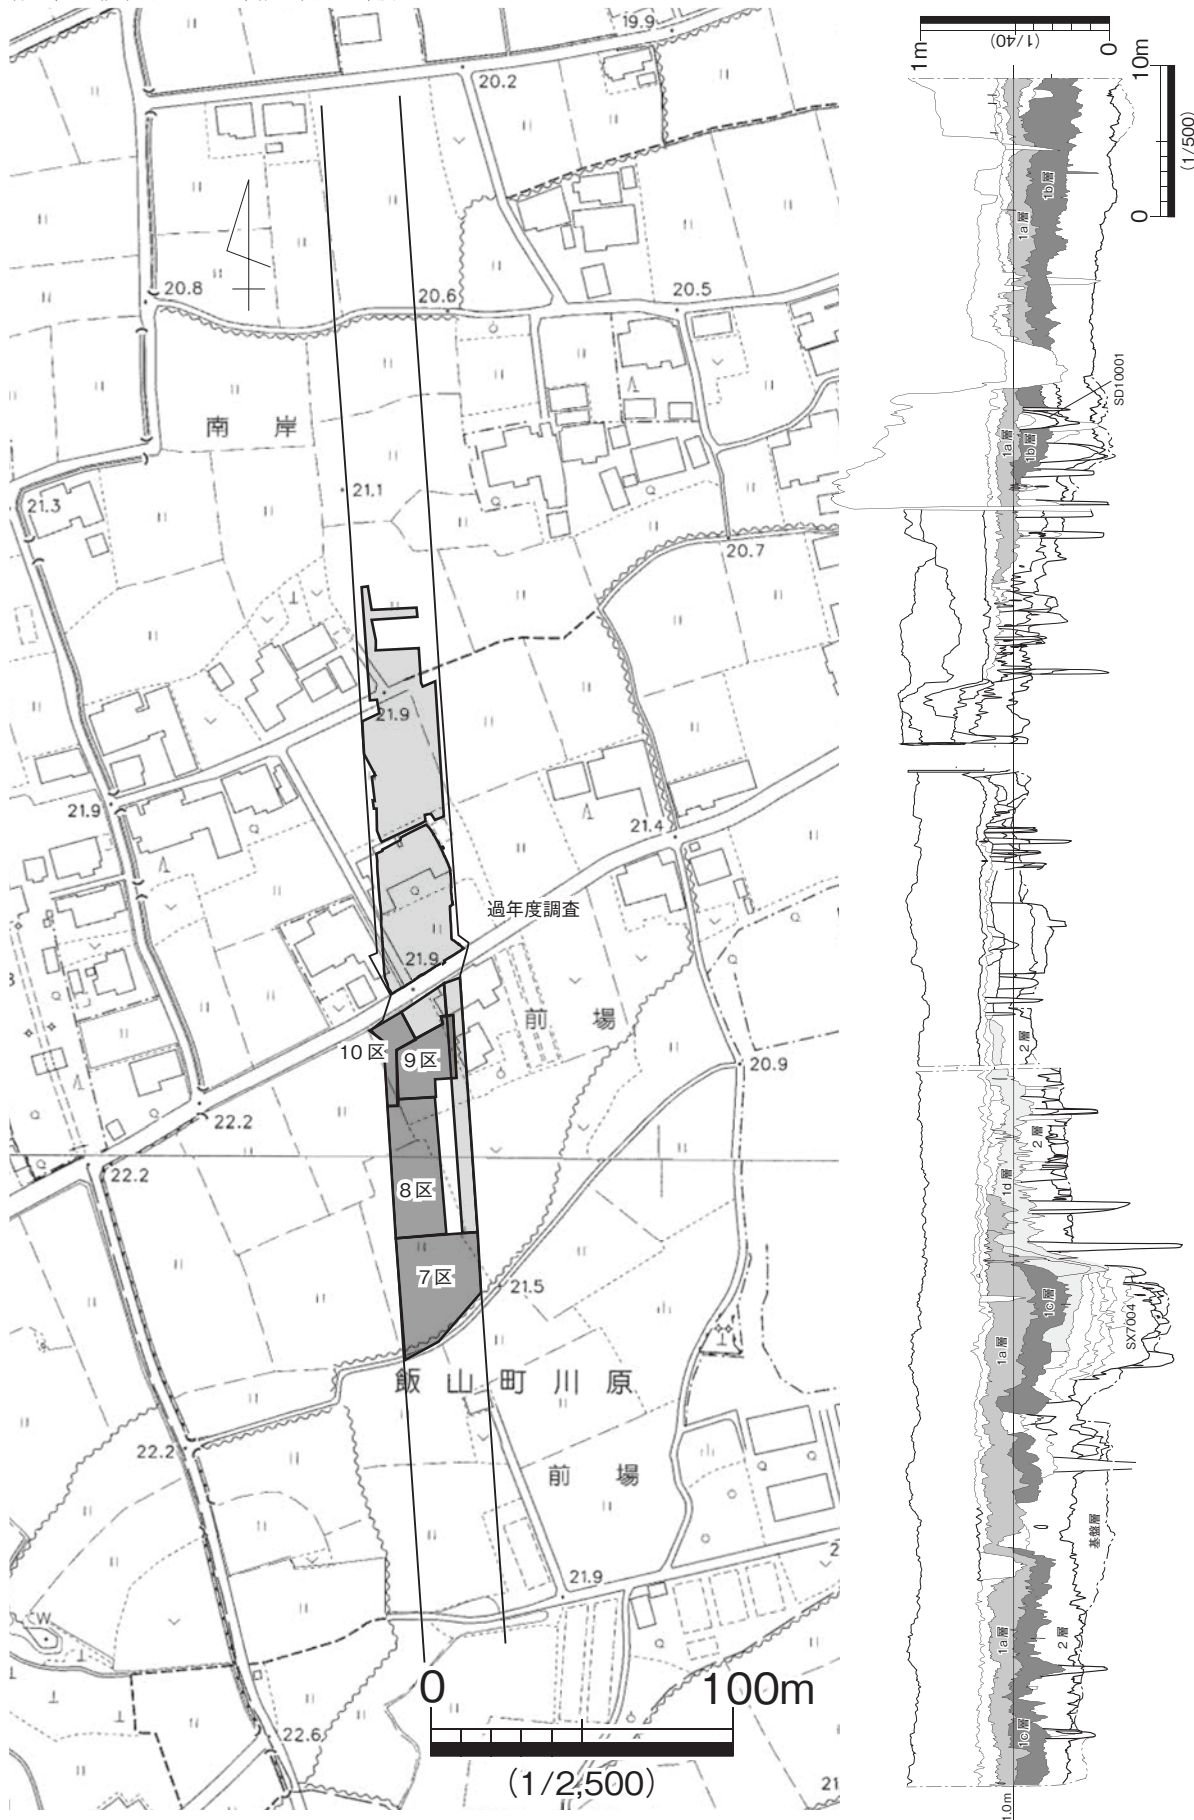 19.9
20.2
20.8
20.6
20.5
南岸
21.1
21.3
20.7
21.9
21.9
21.4
過年度調査
21.9
前場
10区
9区
20.9
22.2
22.2
8区
7区
21.5
飯山町川原
22.2
前場
21.9
22.6
0
100m
(1/2,500)
1m
(1/40)
0
10m
0
(1/500)
1b層
1a層
SD10001
1a層
1b層
2層
2層
1d層
1c層
SX7004
1a層
基盤層
1a層
2層
1c層